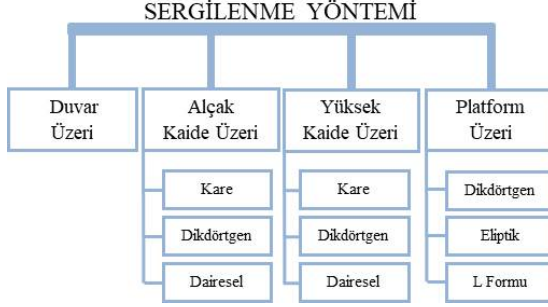 SERGİLENME YÖNTEMİ
Duvar
Üzeri
Alçak
Kaide Üzeri
Kare
Dikdörtgen
Dairesel
Yüksek
Kaide Üzeri
Kare
Dikdörtgen
Dairesel
Platform
Üzeri
Dikdörtgen
Eliptik
L Formu